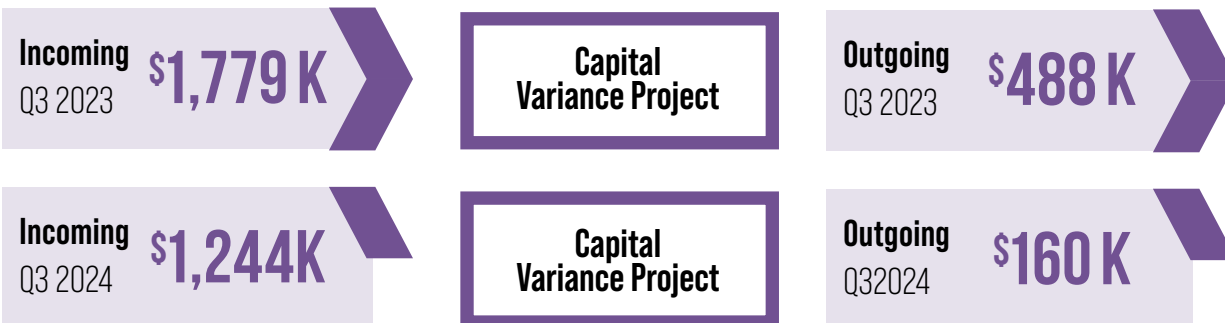 Incoming
Q3 2023
$1,779 K
Capital
Variance Project
Outgoing
Q3 2023
$488 K
Incoming
Q3 2024
$1,244K
Capital
Variance Project
Outgoing
Q32024
$160 K